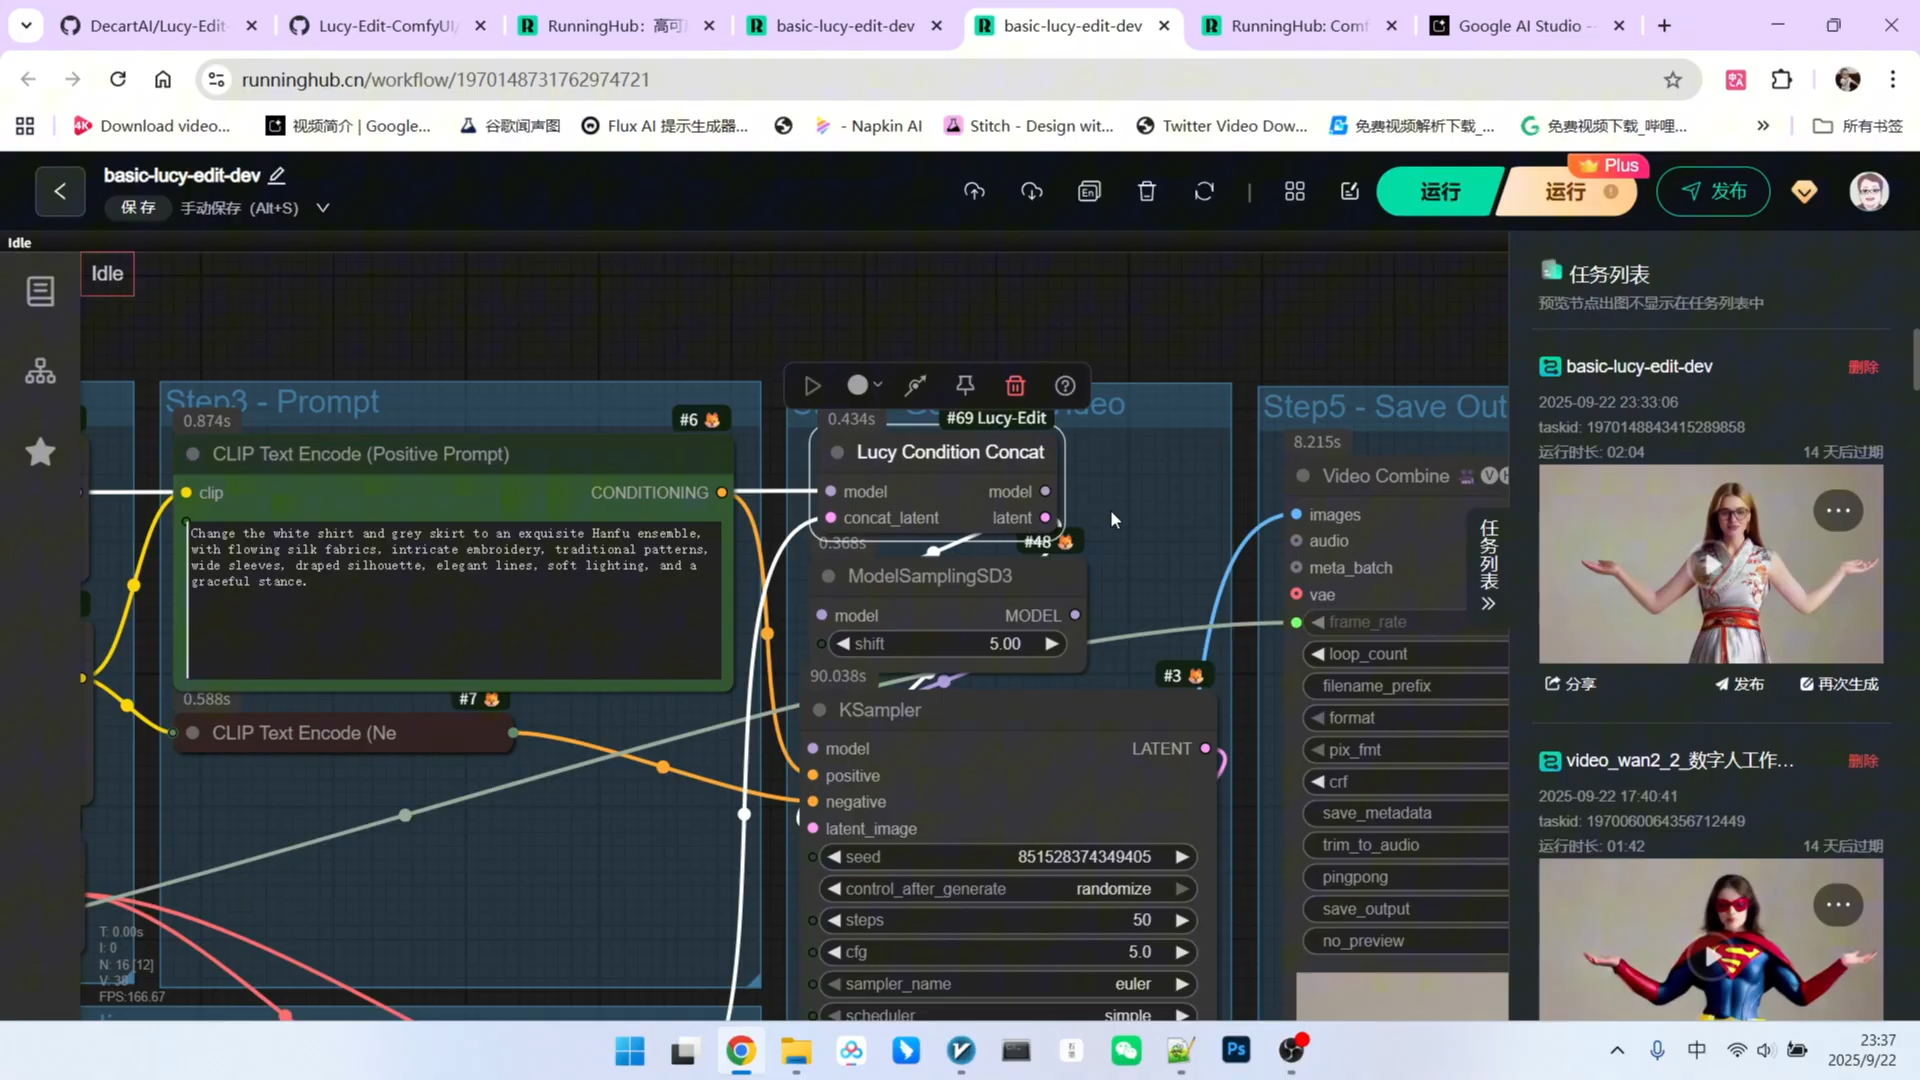 DecartAI/Lucy-Edit-
Lucy-Edit-ComfyUI/
RunningHub: 高可
basic-lucy-edit-dev
basic-lucy-edit-dev
RunningHub: Comf
Google AI Studio -
runninghub.cn/workflow/1970148731762974721
4K Download video...
视频简介 | Google...
谷歌闻声图
Flux AI 提示生成器...
- Napkin AI
Stitch - Design wit...
Twitter Video Dow...
免费视频解析下载_...
免费视频下载_哔哩...
所有书签
basic-lucy-edit-dev
保存 手动保存 (Alt+S)
运行
运行
Plus
发布
Idle
Idle
Step3 - Prompt
0.874s
#6
CLIP Text Encode (Positive Prompt)
clip
CONDITIONING
Change the white shirt and grey skirt to an exquisite Hanfu ensemble,
with flowing silk fabrics, intricate embroidery, traditional patterns,
wide sleeves, draped silhouette, elegant lines, soft lighting, and a
graceful stance.
0.588s
#7
CLIP Text Encode (Ne
0.434s
#69 Lucy-Edit
Lucy Condition Concat
model
model
concat_latent
latent
0.368s
#48
ModelSamplingSD3
model
MODEL
shift
5.00
90.038s
#3
KSampler
model
LATENT
positive
negative
latent_image
seed
851528374349405
control_after_generate
randomize
steps
50
cfg
5.0
sampler_name
euler
scheduler
simple
Step5 - Save Out
8.215s
Video Combine
images
audio
meta_batch
vae
frame_rate
loop_count
filename_prefix
format
pix_fmt
crf
save_metadata
trim_to_audio
pingpong
save_output
no_preview
任务列表
任务列表
预览节点出图不显示在任务列表中
basic-lucy-edit-dev
删除
2025-09-22 23:33:06
taskid: 1970148843415289858
运行时长: 02:04
14 天后过期
分享
发布
再次生成
video_wan2_2_数字人工作...
删除
2025-09-22 17:40:41
taskid: 1970060064356712449
运行时长: 01:42
14 天后过期
T: 0.00s
I: 0
N: 16 [12]
V: 38
FPS:166.67
Ps
中
23:37
2025/9/22